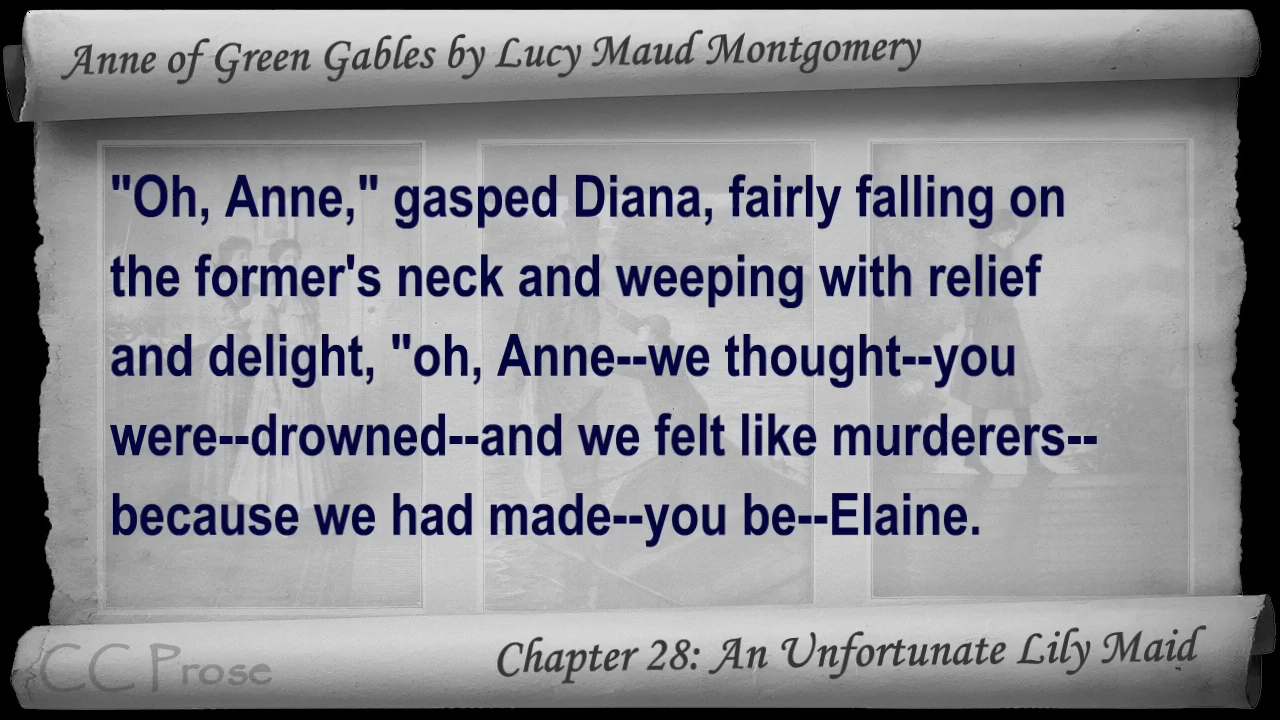 Anne of Green Gables by Lucy Maud Montgomery
"Oh, Anne," gasped Diana, fairly falling on
the former's neck and weeping with relief
and delight, "oh, Anne--we thought--you
were--drowned--and we felt like murderers--
because we had made--you be--Elaine.
CC Prose
Chapter 28: An Unfortunate Lily Maid